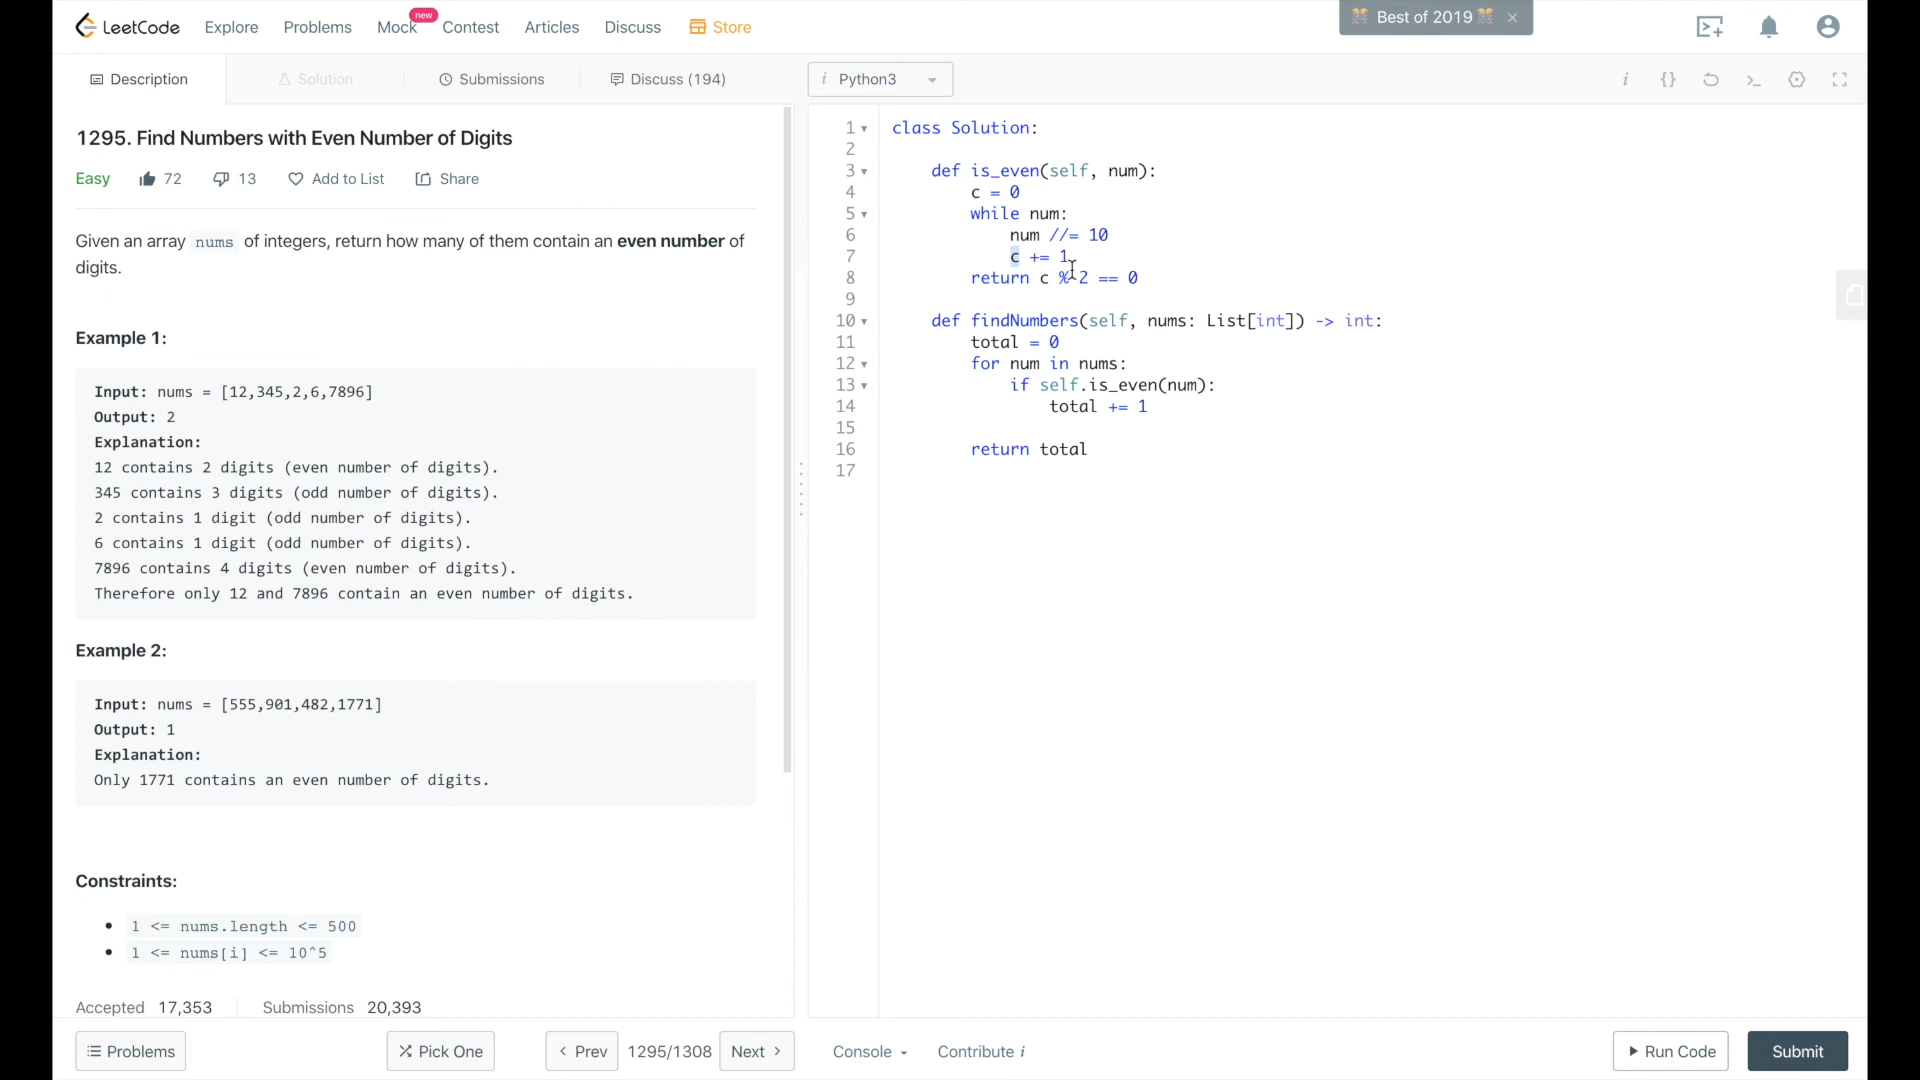 LeetCode Explore Problems Mock new Contest Articles Discuss Store Best of 2019 ×
Description Solution Submissions Discuss (194)
1295. Find Numbers with Even Number of Digits
Easy 72 13 Add to List Share
Given an array nums of integers, return how many of them contain an even number of
digits.
Example 1:
Input: nums = [12,345,2,6,7896]
Output: 2
Explanation:
12 contains 2 digits (even number of digits).
345 contains 3 digits (odd number of digits).
2 contains 1 digit (odd number of digits).
6 contains 1 digit (odd number of digits).
7896 contains 4 digits (even number of digits).
Therefore only 12 and 7896 contain an even number of digits.
Example 2:
Input: nums = [555,901,482,1771]
Output: 1
Explanation:
Only 1771 contains an even number of digits.
Constraints:
• 1 <= nums.length <= 500
• 1 <= nums[i] <= 10^5
Accepted 17,353 Submissions 20,393
Problems Pick One < Prev 1295/1308 Next >
i Python3 i {} >_
1 class Solution:
2
3 def is_even(self, num):
4 c = 0
5 while num:
6 num //= 10
7 c += 1
8 return c % 2 == 0
9
10 def findNumbers(self, nums: List[int]) -> int:
11 total = 0
12 for num in nums:
13 if self.is_even(num):
14 total += 1
15
16 return total
17
Console Contribute i Run Code Submit